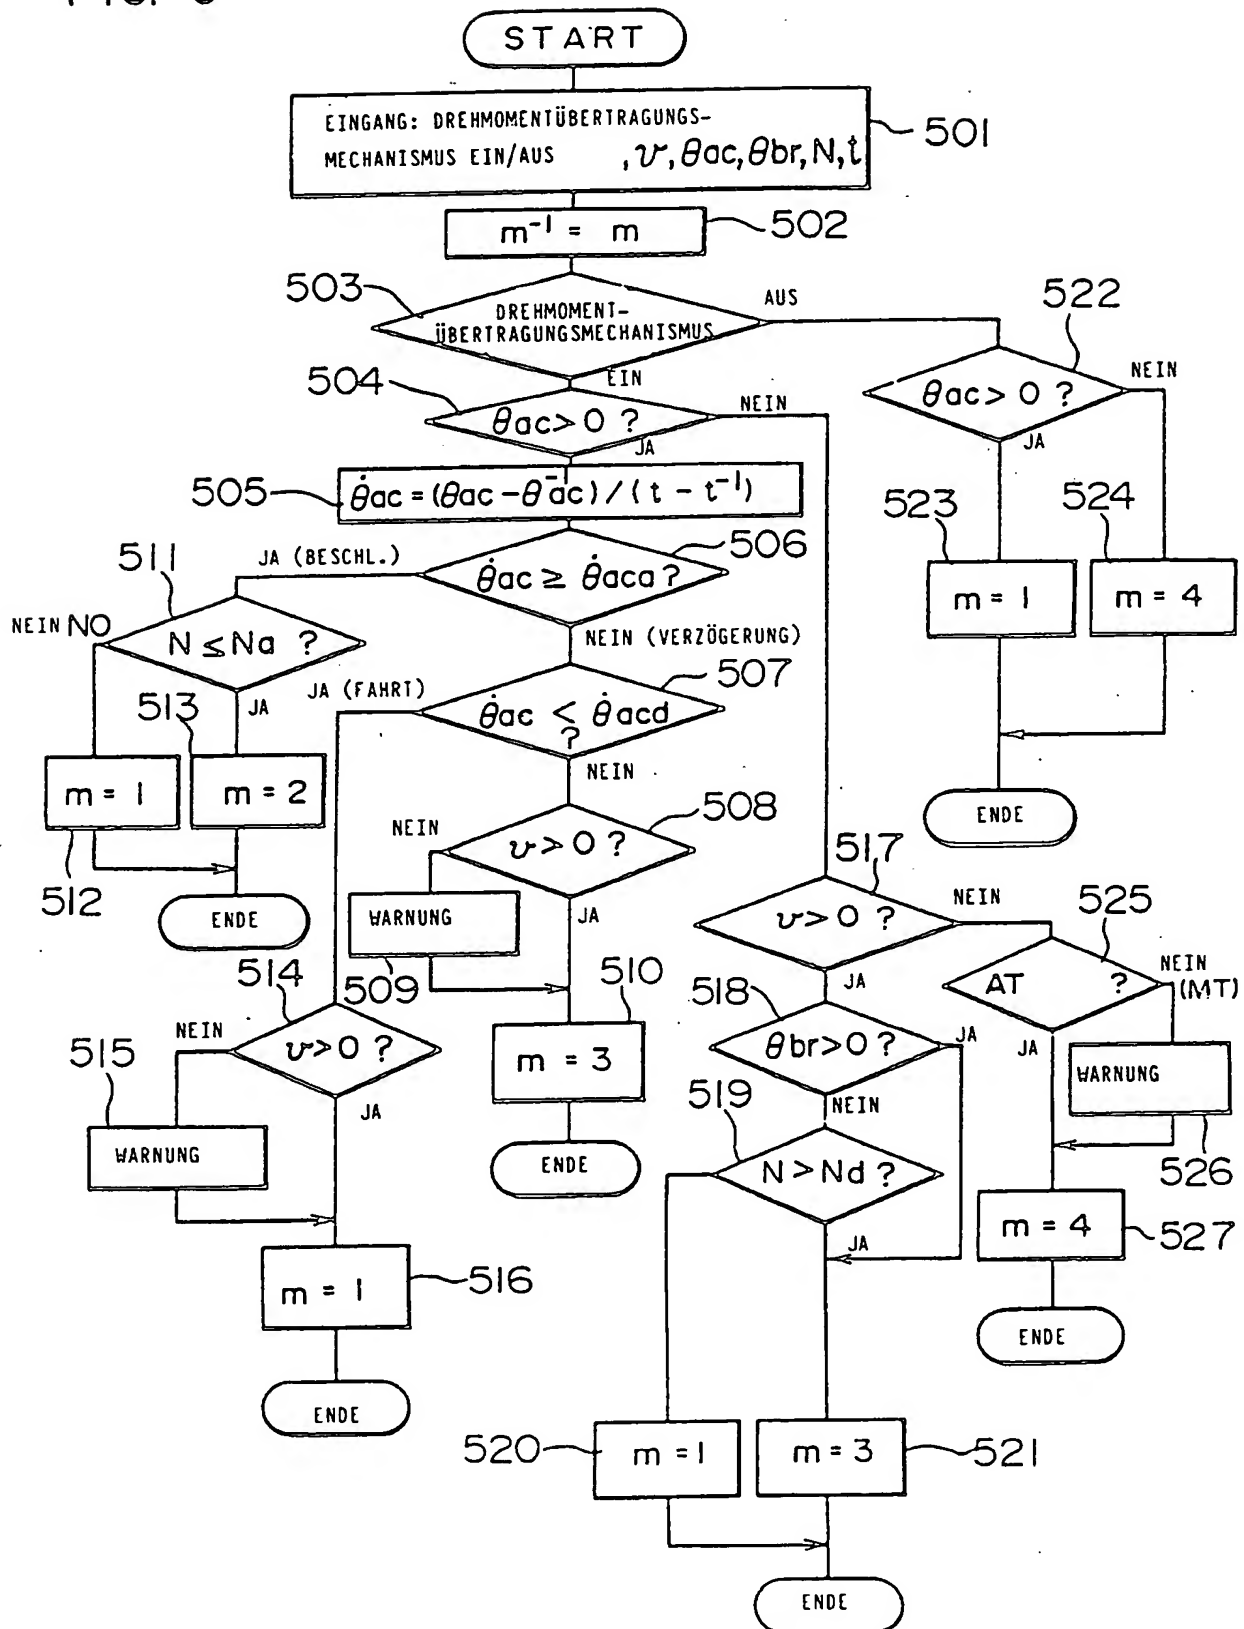 START
EINGANG: DREHMOMENTÜBERTRAGUNGS-
MECHANISMUS EIN/AUS , v, θac, θbr, N, t
501
m⁻¹ = m
502
503
DREHMOMENT-
ÜBERTRAGUNGSMECHANISMUS
AUS
EIN
522
θac > 0 ?
NEIN
JA
504
θac > 0 ?
NEIN
JA
505
θ̇ac = (θac - θ⁻ac) / (t - t⁻¹)
523
524
m = 1
m = 4
ENDE
506
θ̇ac ≥ θ̇aca ?
JA (BESCHL.)
NEIN (VERZÖGERUNG)
511
NEIN NO
N ≤ Na ?
JA
507
JA (FAHRT)
θ̇ac < θ̇acd
?
NEIN
513
m = 1
m = 2
512
ENDE
508
NEIN
v > 0 ?
JA
WARNUNG
509
510
m = 3
ENDE
514
NEIN
v > 0 ?
JA
515
WARNUNG
m = 1
516
ENDE
517
v > 0 ?
NEIN
JA
525
AT ?
NEIN
(MT)
JA
WARNUNG
526
m = 4
527
ENDE
518
θbr > 0 ?
JA
NEIN
519
N > Nd ?
JA
520
m = 1
m = 3
521
ENDE